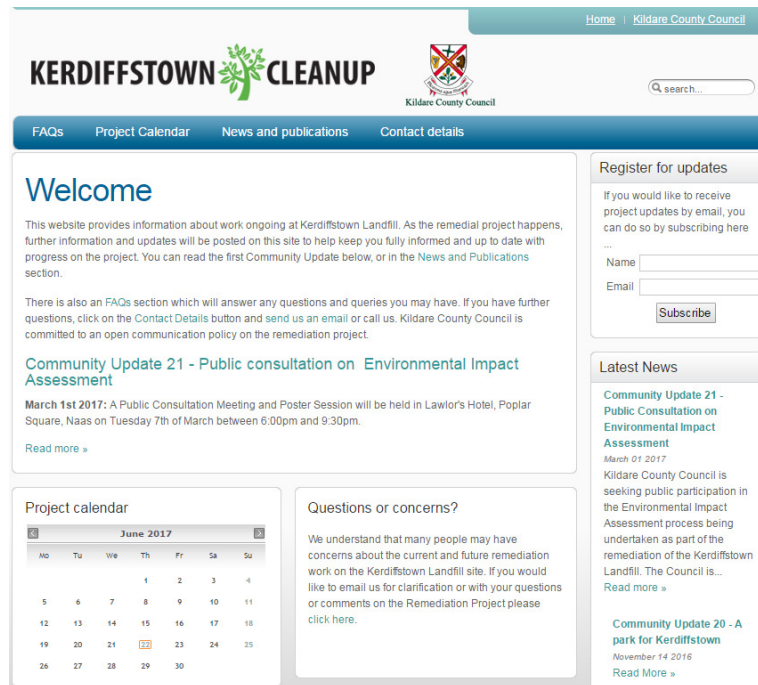 Home | Kildare County Council
KERDIFFSTOWN CLEANUP
Kildare County Council
search...
FAQs Project Calendar News and publications Contact details
Welcome
This website provides information about work ongoing at Kerdiffstown Landfill. As the remedial project happens,
further information and updates will be posted on this site to help keep you fully informed and up to date with
progress on the project. You can read the first Community Update below, or in the News and Publications
section.
There is also an FAQs section which will answer any questions and queries you may have. If you have further
questions, click on the Contact Details button and send us an email or call us. Kildare County Council is
committed to an open communication policy on the remediation project.
Community Update 21 - Public consultation on Environmental Impact
Assessment
March 1st 2017: A Public Consultation Meeting and Poster Session will be held in Lawlor's Hotel, Poplar
Square, Naas on Tuesday 7th of March between 6:00pm and 9:30pm.
Read more »
Project calendar
June 2017
Mo Tu We Th Fr Sa Su
1 2 3 4
5 6 7 8 9 10 11
12 13 14 15 16 17 18
19 20 21 22 23 24 25
26 27 28 29 30
Questions or concerns?
We understand that many people may have
concerns about the current and future remediation
work on the Kerdiffstown Landfill site. If you would
like to email us for clarification or with your questions
or comments on the Remediation Project please
click here.
Register for updates
If you would like to receive
project updates by email, you
can do so by subscribing here
...
Name
Email
Subscribe
Latest News
Community Update 21 -
Public Consultation on
Environmental Impact
Assessment
March 01 2017
Kildare County Council is
seeking public participation in
the Environmental Impact
Assessment process being
undertaken as part of the
remediation of the Kerdiffstown
Landfill. The Council is...
Read more »
Community Update 20 - A
park for Kerdiffstown
November 14 2016
Read More »